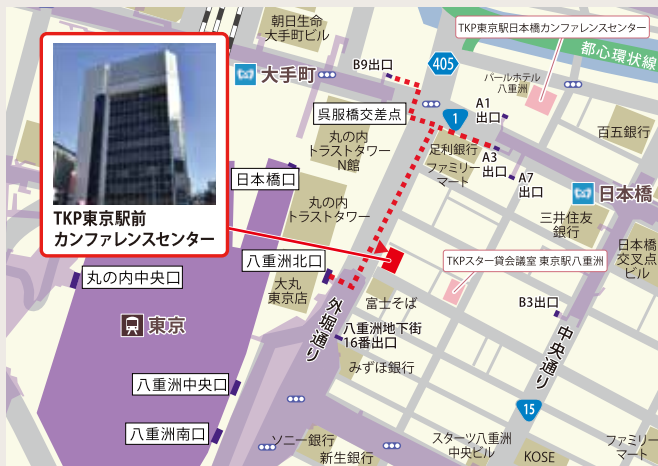 朝日生命
大手町ビル
TKP東京駅日本橋カンファレンスセンター
都心環状線
B9出口
405
大手町
パールホテル
八重洲
A1
出口
呉服橋交差点
1
百五銀行
丸の内
トラストタワー
N館
足利銀行
ファミリー
マート
A3
出口
A7
出口
日本橋
日本橋口
丸の内
トラストタワー
三井住友
銀行
TKP東京駅前
カンファレンスセンター
日本橋
交叉点
ビル
八重洲北口
TKPスター貸会議室 東京駅八重洲
丸の内中央口
大丸
東京店
富士そば
B3出口
外堀通り
東京
八重洲地下街
16番出口
中央通り
みずほ銀行
八重洲中央口
15
八重洲南口
ソニー銀行
新生銀行
スターツ八重洲
中央ビル
KOSE
ファミリー
マート